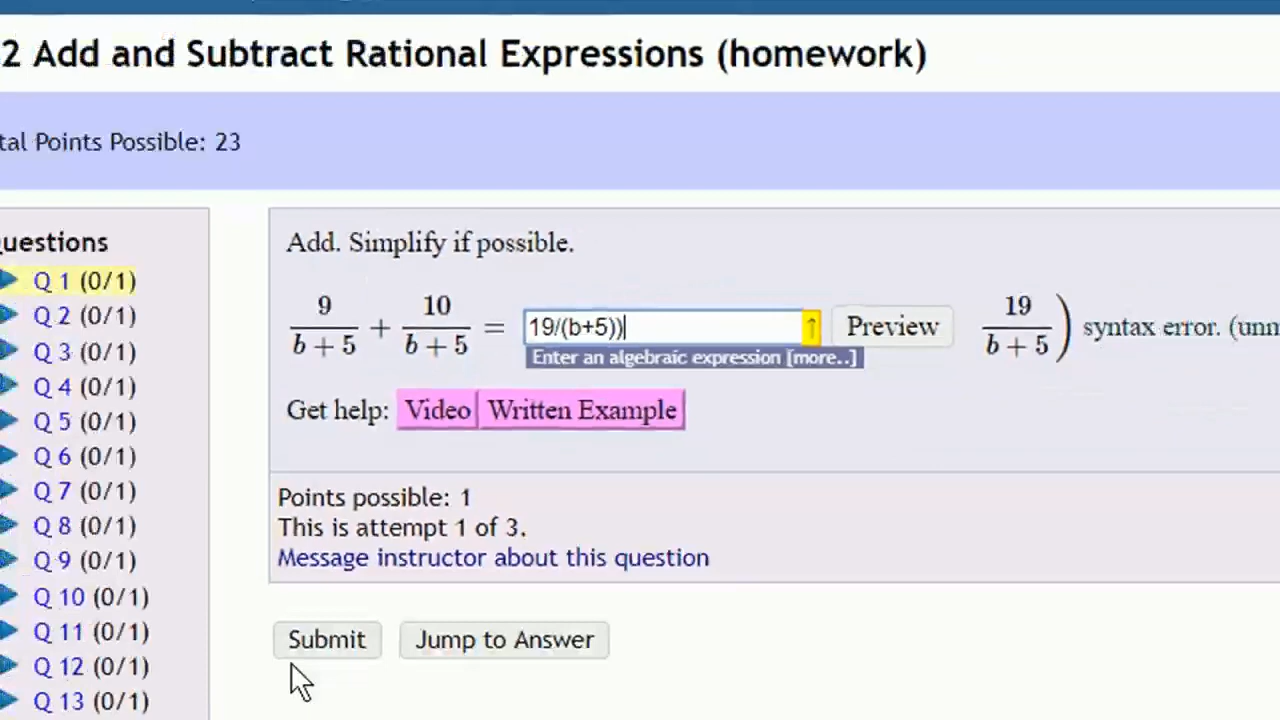 2 Add and Subtract Rational Expressions (homework)
tal Points Possible: 23
uestions
Q 1 (0/1)
Q 2 (0/1)
Q 3 (0/1)
Q 4 (0/1)
Q 5 (0/1)
Q 6 (0/1)
Q 7 (0/1)
Q 8 (0/1)
Q 9 (0/1)
Q 10 (0/1)
Q 11 (0/1)
Q 12 (0/1)
Q 13 (0/1)
Add. Simplify if possible.
9/(b + 5) + 10/(b + 5) = 19/(b+5)) ↑ Preview 19/(b + 5) ) syntax error. (unn
Enter an algebraic expression [more..]
Get help: Video Written Example
Points possible: 1
This is attempt 1 of 3.
Message instructor about this question
Submit Jump to Answer